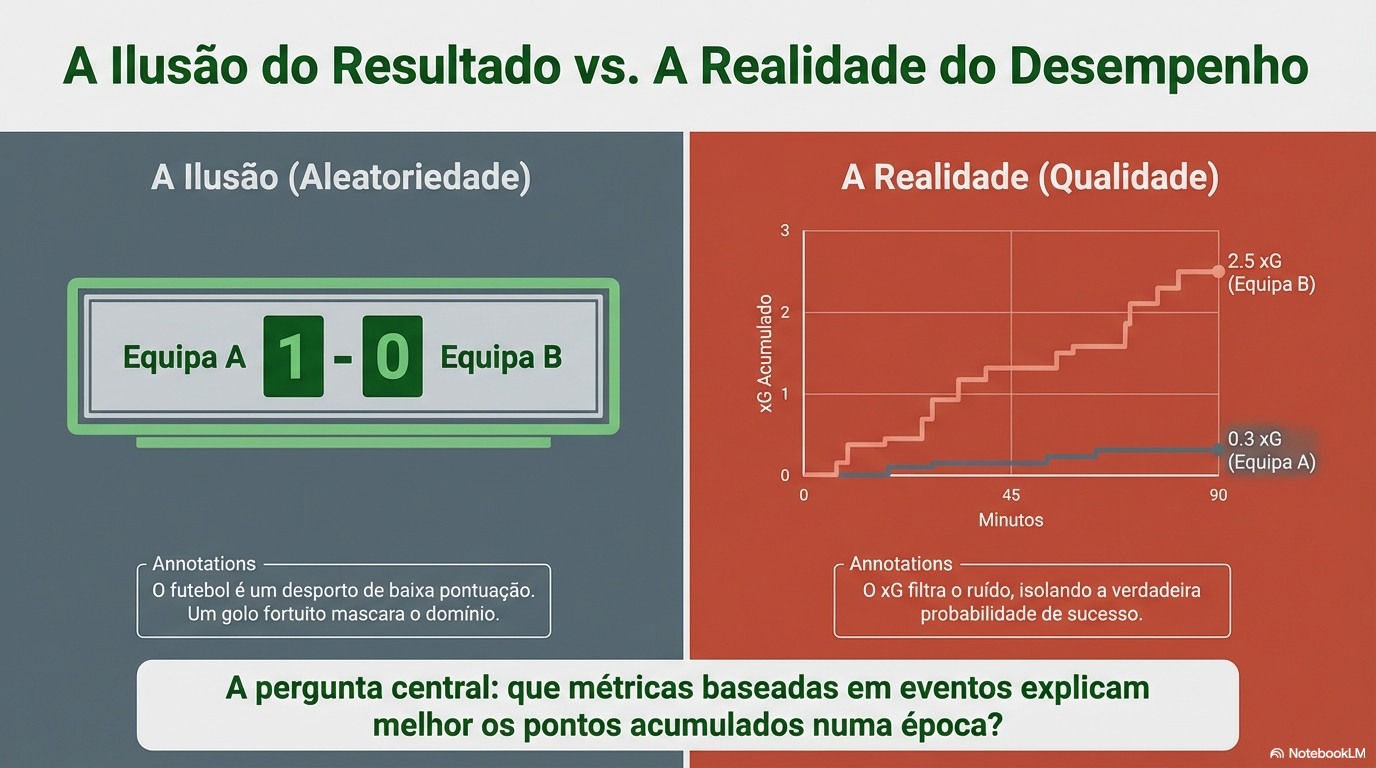 A Ilusão do Resultado vs. A Realidade do Desempenho
A Ilusão (Aleatoriedade)
Equipa A 1 - 0 Equipa B
Annotations
O futebol é um desporto de baixa pontuação.
Um golo fortuito mascara o domínio.
A Realidade (Qualidade)
xG Acumulado
3
2
1
0
0 45 90
Minutos
2.5 xG
(Equipa B)
0.3 xG
(Equipa A)
Annotations
O xG filtra o ruído, isolando a verdadeira
probabilidade de sucesso.
A pergunta central: que métricas baseadas em eventos explicam
melhor os pontos acumulados numa época?
NotebookLM